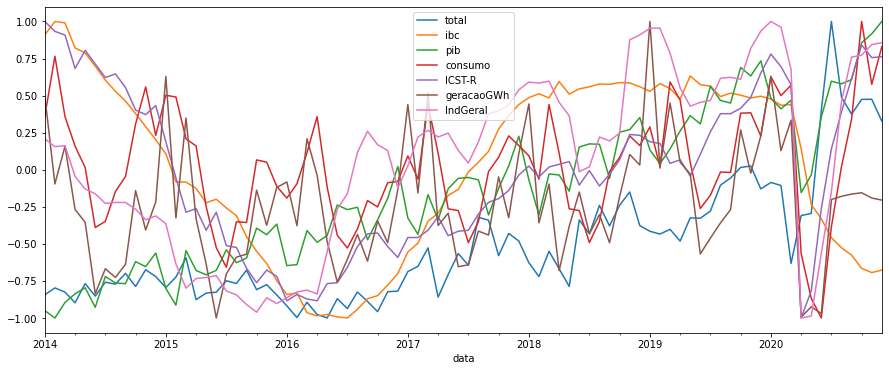 1.00
0.75
0.50
0.25
0.00
-0.25
-0.50
-0.75
-1.00
total
ibc
pib
consumo
ICST-R
geracaoGWh
IndGeral
2014 2015 2016 2017 2018 2019 2020
data